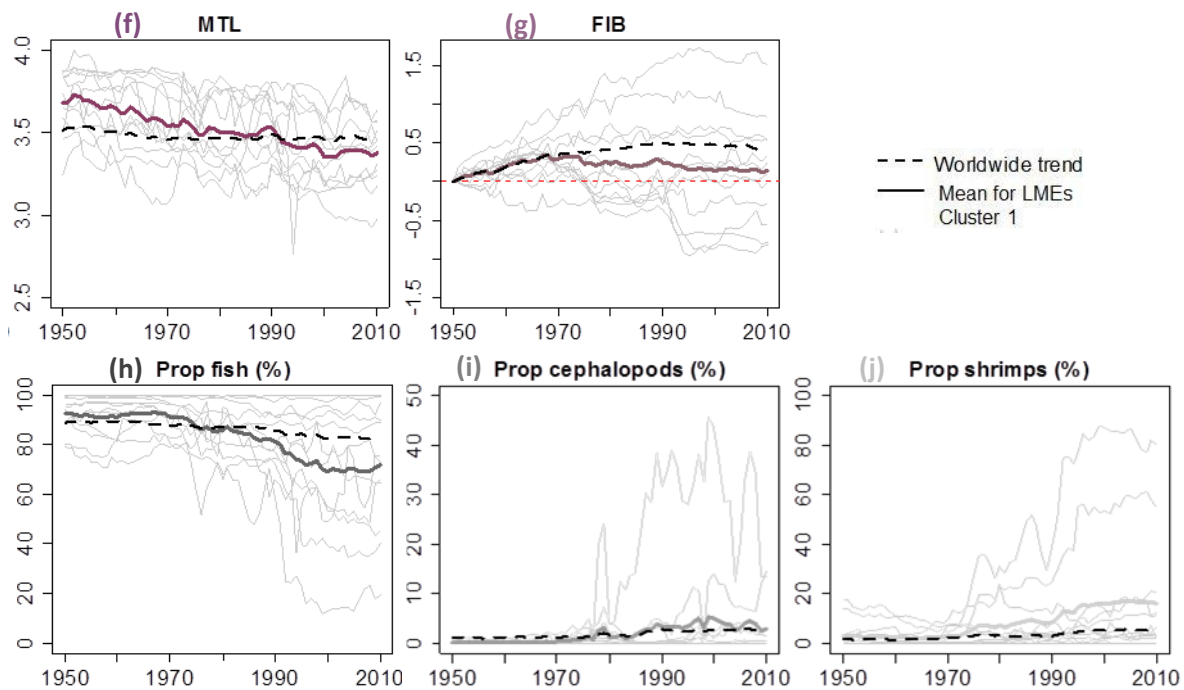 (f) MTL
4.0
3.5
3.0
2.5
1950 1970 1990 2010
(g) FIB
1.5
0.5
-0.5
-1.5
1950 1970 1990 2010
Worldwide trend
Mean for LMEs
Cluster 1
(h) Prop fish (%)
100
80
60
40
20
0
1950 1970 1990 2010
(i) Prop cephalopods (%)
50
40
30
20
10
0
1950 1970 1990 2010
(j) Prop shrimps (%)
100
80
60
40
20
0
1950 1970 1990 2010